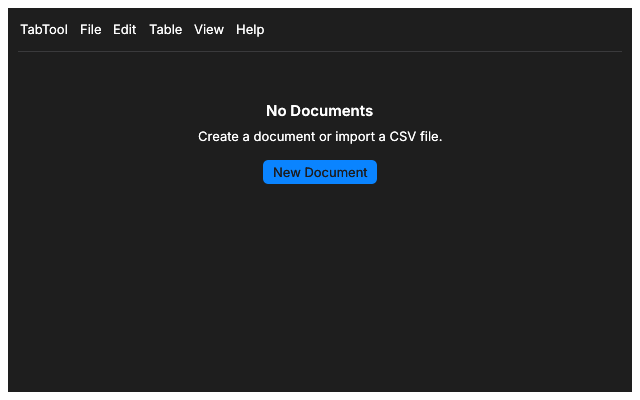 TabTool File Edit Table View Help
No Documents
Create a document or import a CSV file.
New Document